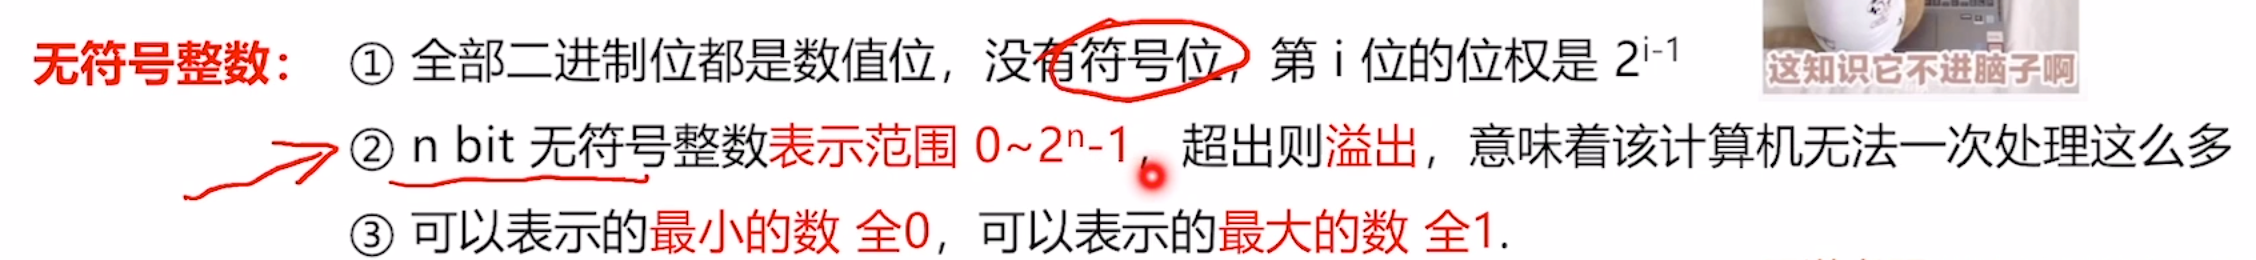 无符号整数： ① 全部二进制位都是数值位，没有符号位，第 i 位的位权是 2^{i-1}
这知识它不进脑子啊
② n bit 无符号整数表示范围 0~2^n-1，超出则溢出，意味着该计算机无法一次处理这么多
③ 可以表示的最小的数 全0，可以表示的最大的数 全1.